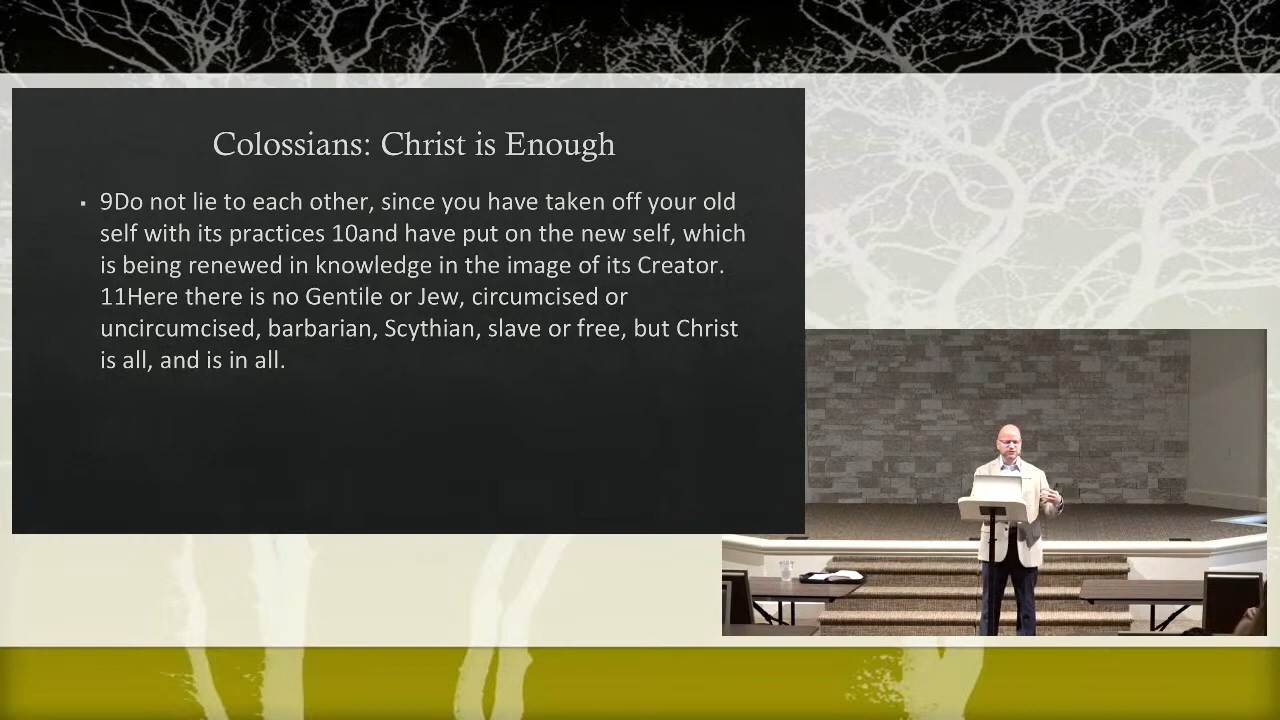 Colossians: Christ is Enough
▪ 9Do not lie to each other, since you have taken off your old
self with its practices 10and have put on the new self, which
is being renewed in knowledge in the image of its Creator.
11Here there is no Gentile or Jew, circumcised or
uncircumcised, barbarian, Scythian, slave or free, but Christ
is all, and is in all.